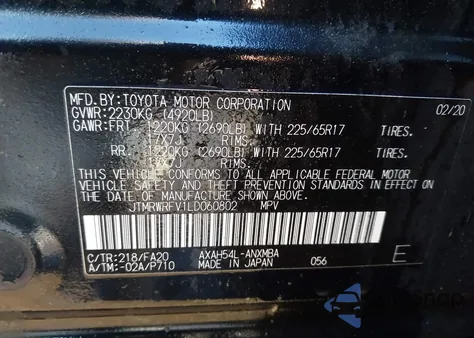 MFD.BY:TOYOTA MOTOR CORPORATION 02/20
GVWR:2230KG (4920LB)
GAWR:FRT 1220KG (2690LB) WITH 225/65R17 TIRES.
17X7J RIMS.
RR 1220KG (2690LB) WITH 225/65R17 TIRES.
17X7J RIMS.
THIS VEHICLE CONFORMS TO ALL APPLICABLE FEDERAL MOTOR
VEHICLE SAFETY AND THEFT PREVENTION STANDARDS IN EFFECT ON
THE DATE OF MANUFACTURE SHOWN ABOVE.
JTMRWRFV1LD060802 MPV
C/TR:218/FA20 AXAH54L-ANXMBA
A/TM:-02A/P710 MADE IN JAPAN 056 E